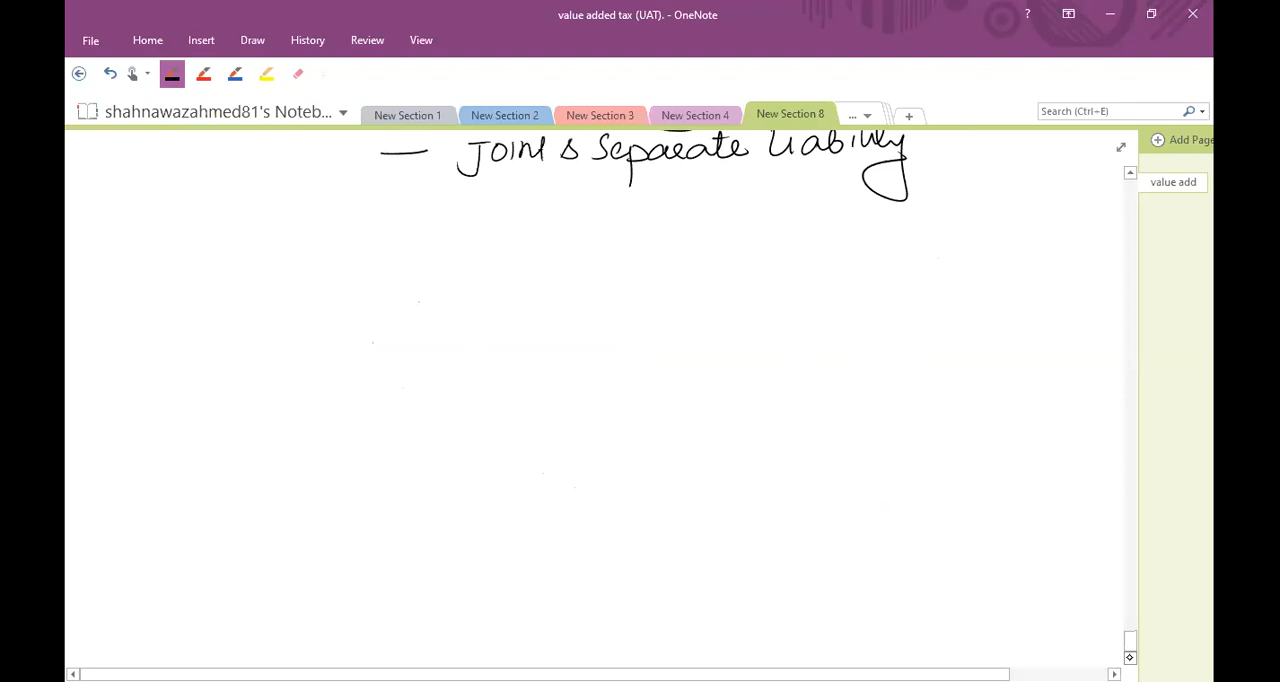 value added tax (UAT). - OneNote
?
File Home Insert Draw History Review View
shahnawazahmed81's Noteb... New Section 1 New Section 2 New Section 3 New Section 4 New Section 8 ... + Search (Ctrl+E)
Add Page
— Joint & Separate Liability
value add